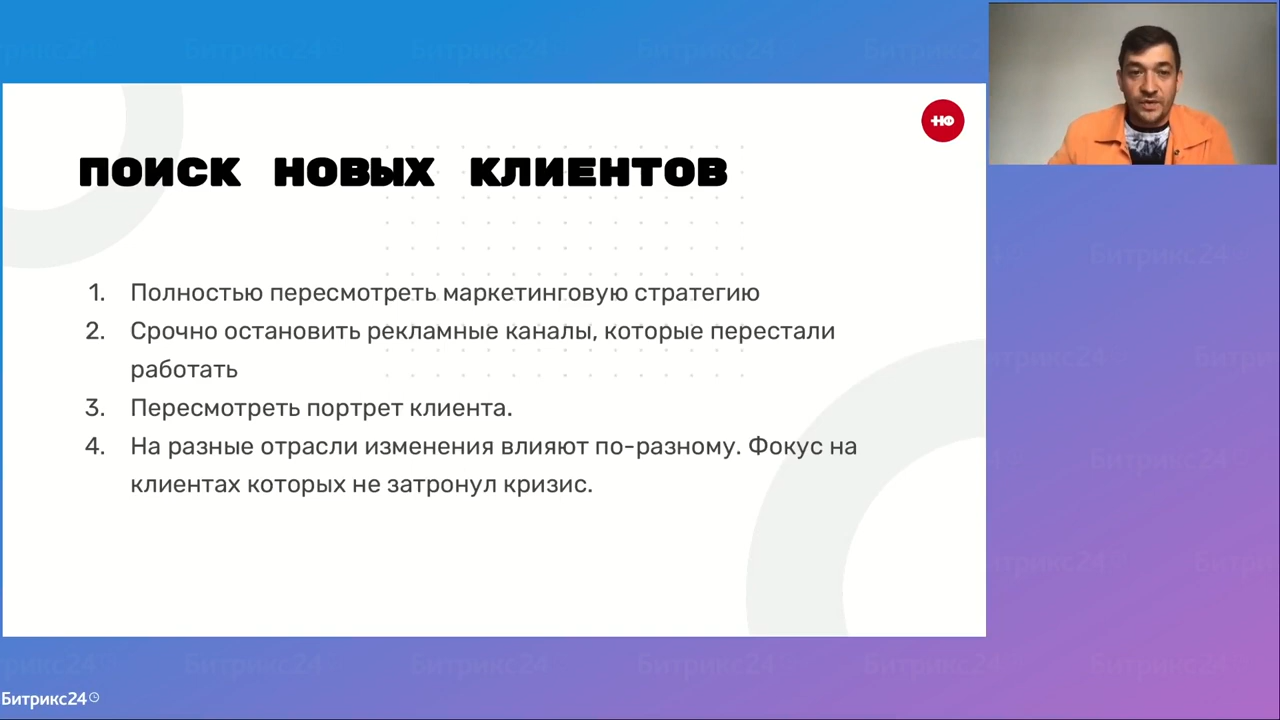 НФ
ПОИСК НОВЫХ КЛИЕНТОВ
1. Полностью пересмотреть маркетинговую стратегию
2. Срочно остановить рекламные каналы, которые перестали
работать
3. Пересмотреть портрет клиента.
4. На разные отрасли изменения влияют по-разному. Фокус на
клиентах которых не затронул кризис.
Битрикс24